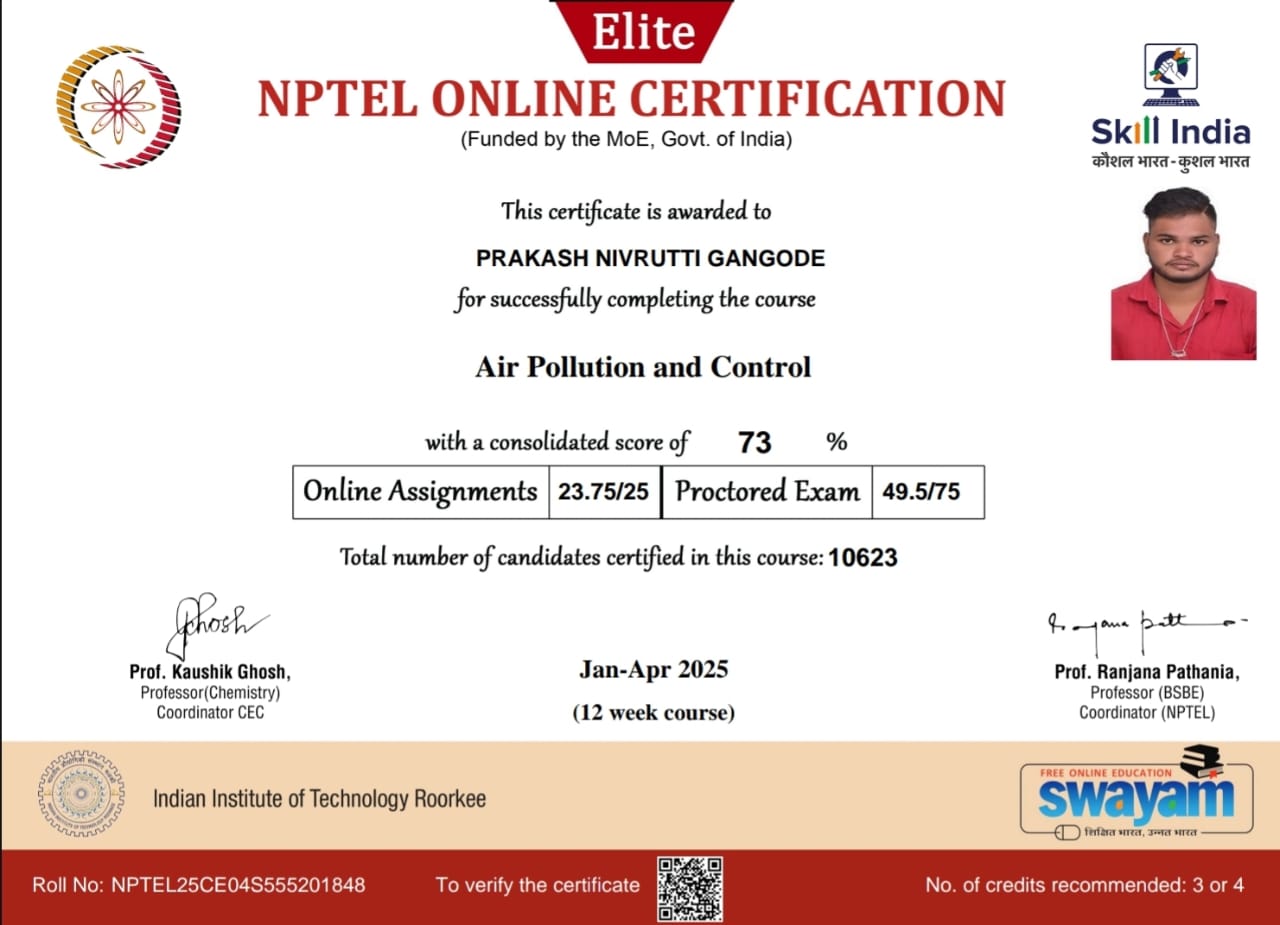 Elite
NPTEL ONLINE CERTIFICATION
(Funded by the MoE, Govt. of India)
Skill India
कौशल भारत - कुशल भारत
This certificate is awarded to
PRAKASH NIVRUTTI GANGODE
for successfully completing the course
Air Pollution and Control
with a consolidated score of 73 %
Online Assignments 23.75/25 Proctored Exam 49.5/75
Total number of candidates certified in this course: 10623
Prof. Kaushik Ghosh,
Professor(Chemistry)
Coordinator CEC
Jan-Apr 2025
(12 week course)
Prof. Ranjana Pathania,
Professor (BSBE)
Coordinator (NPTEL)
Indian Institute of Technology Roorkee
FREE ONLINE EDUCATION
swayam
शिक्षित भारत, उन्नत भारत
Roll No: NPTEL25CE04S555201848
To verify the certificate
No. of credits recommended: 3 or 4